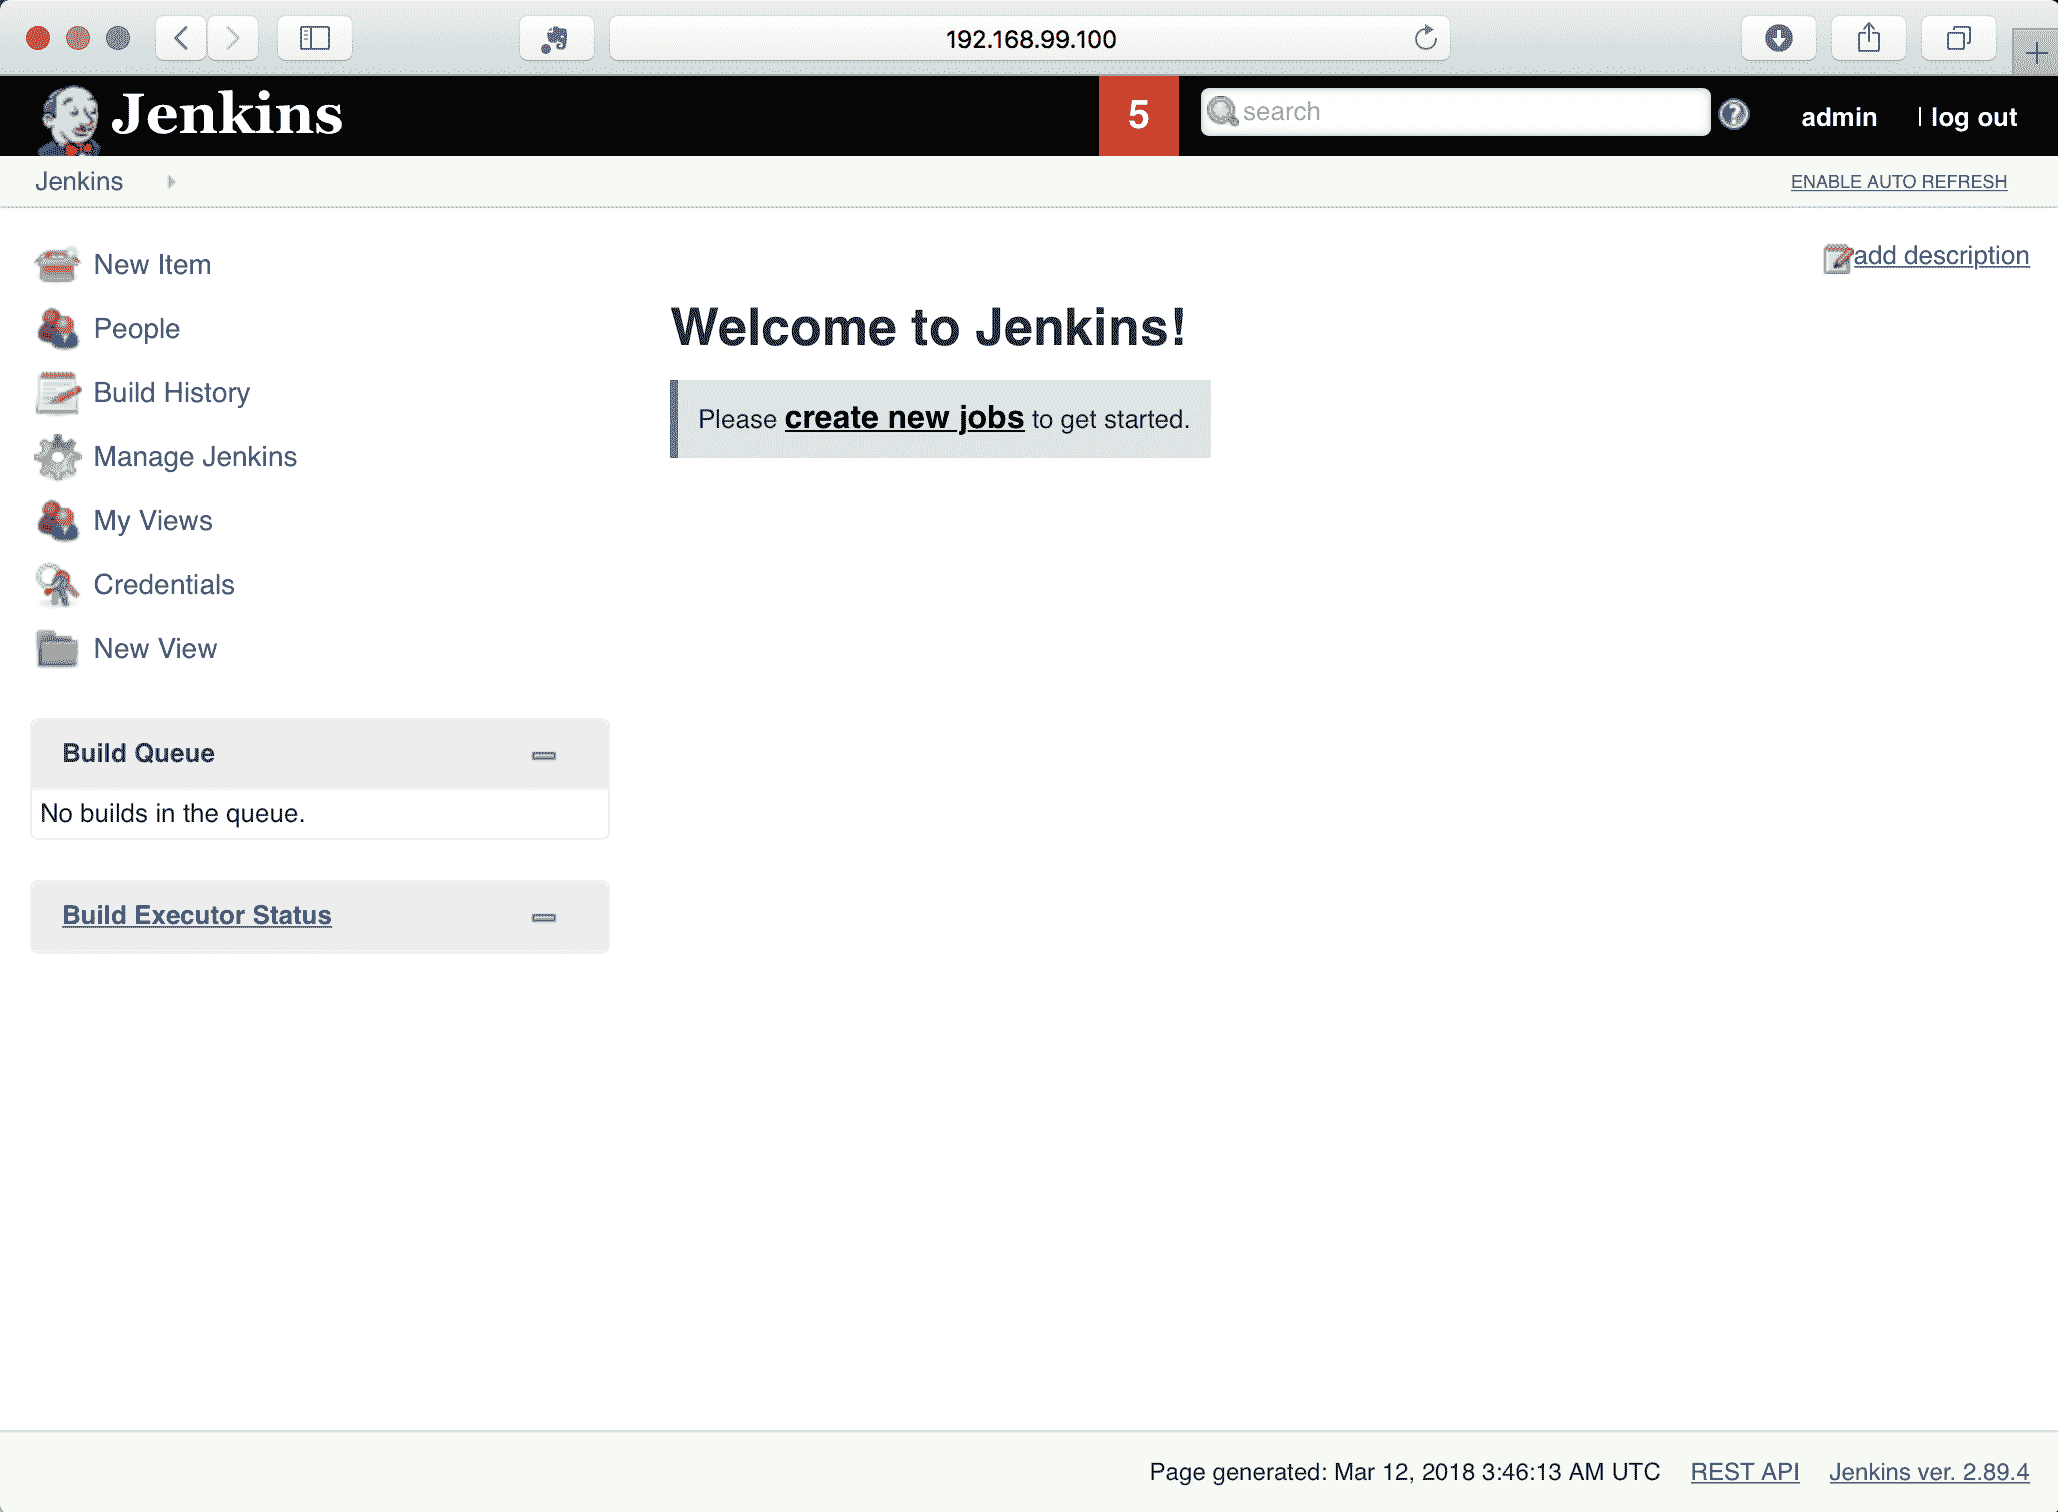 192.168.99.100
Jenkins
5
search
admin
| log out
Jenkins
ENABLE AUTO REFRESH
New Item
People
Build History
Manage Jenkins
My Views
Credentials
New View
add description
Welcome to Jenkins!
Please create new jobs to get started.
Build Queue
No builds in the queue.
Build Executor Status
Page generated: Mar 12, 2018 3:46:13 AM UTC
REST API
Jenkins ver. 2.89.4